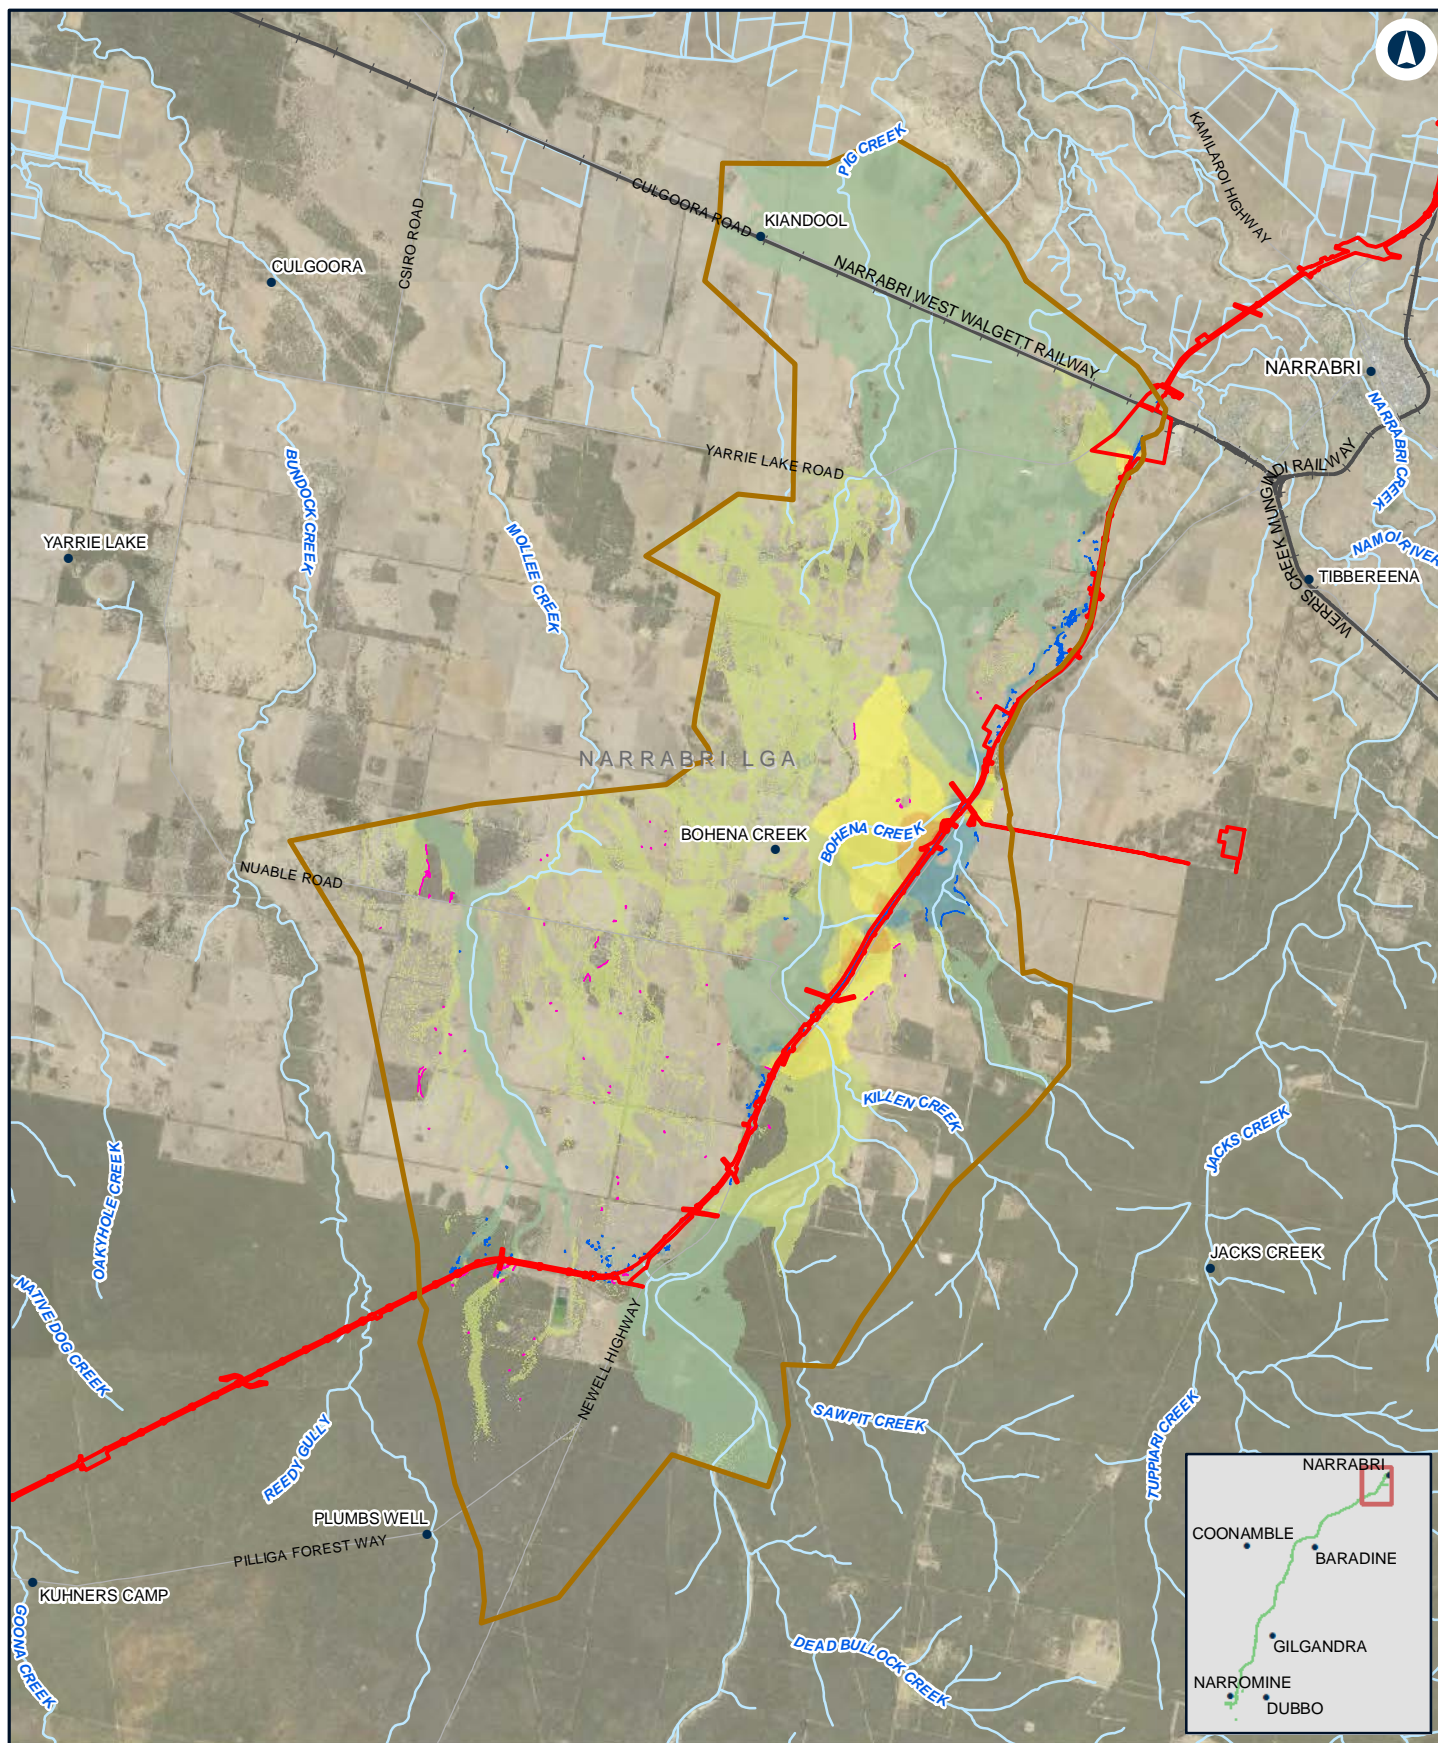 PIG CREEK
KAMILAROI HIGHWAY
CULGOORA ROAD
KIANDOOL
CSIRO ROAD
CULGOORA
NARRABRI WEST WALGETT RAILWAY
NARRABRI
NARRABRI CREEK
YARRIE LAKE ROAD
BUNDOCK CREEK
WERRIS CREEK MUNGINDI RAILWAY
MOLLEE CREEK
YARRIE LAKE
NAMOI RIVER
TIBBEREENA
NARRABRI LGA
BOHENA CREEK
BOHENA CREEK
NUABLE ROAD
KILLEN CREEK
JACKS CREEK
OAKYHOLE CREEK
JACKS CREEK
NATIVE DOG CREEK
NEWELL HIGHWAY
SAWPIT CREEK
TUPPIARI CREEK
REEDY GULLY
PLUMBS WELL
PILLIGA FOREST WAY
KUHNERS CAMP
GOONA CREEK
DEAD BULLOCK CREEK
NARRABRI
COONAMBLE
BARADINE
GILGANDRA
NARROMINE
DUBBO